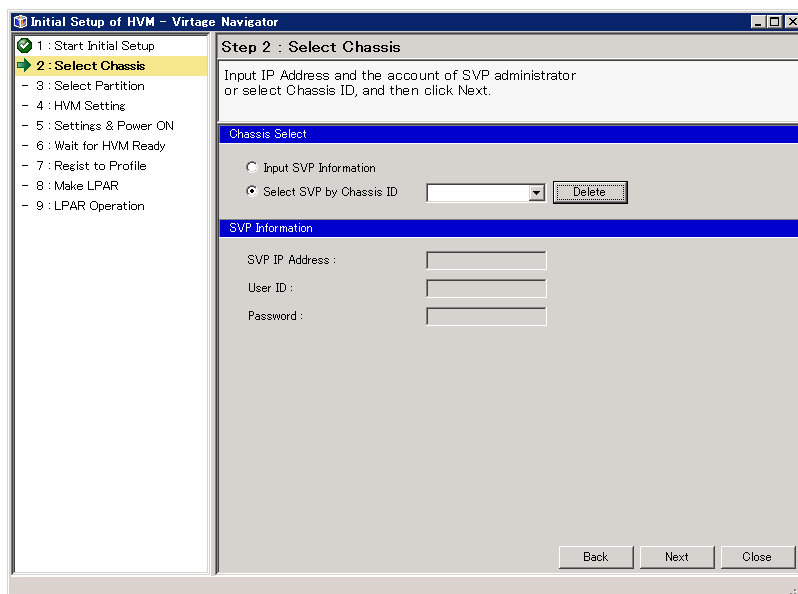 Initial Setup of HVM - Virtage Navigator
1 : Start Initial Setup
2 : Select Chassis
- 3 : Select Partition
- 4 : HVM Setting
- 5 : Settings & Power ON
- 6 : Wait for HVM Ready
- 7 : Regist to Profile
- 8 : Make LPAR
- 9 : LPAR Operation
Step 2 : Select Chassis
Input IP Address and the account of SVP administrator
or select Chassis ID, and then click Next.
Chassis Select
Input SVP Information
Select SVP by Chassis ID
Delete
SVP Information
SVP IP Address :
User ID :
Password :
Back
Next
Close